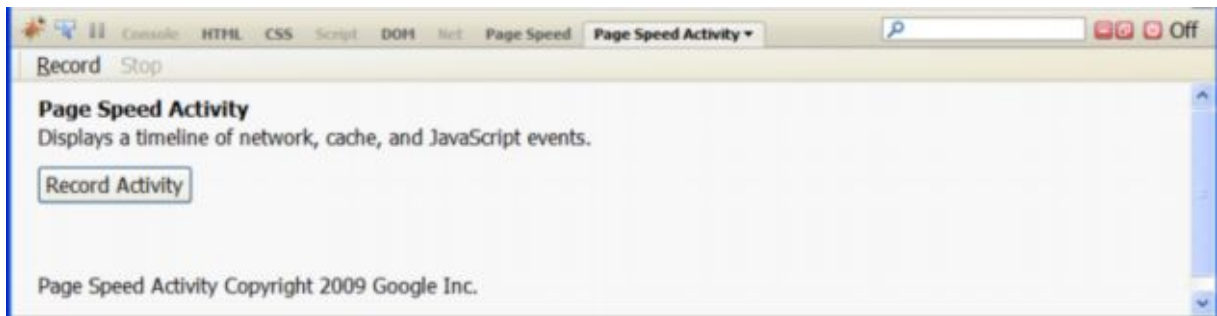 Console HTML CSS Script DOM Net Page Speed Page Speed Activity Off
Record Stop
Page Speed Activity
Displays a timeline of network, cache, and JavaScript events.
Record Activity
Page Speed Activity Copyright 2009 Google Inc.